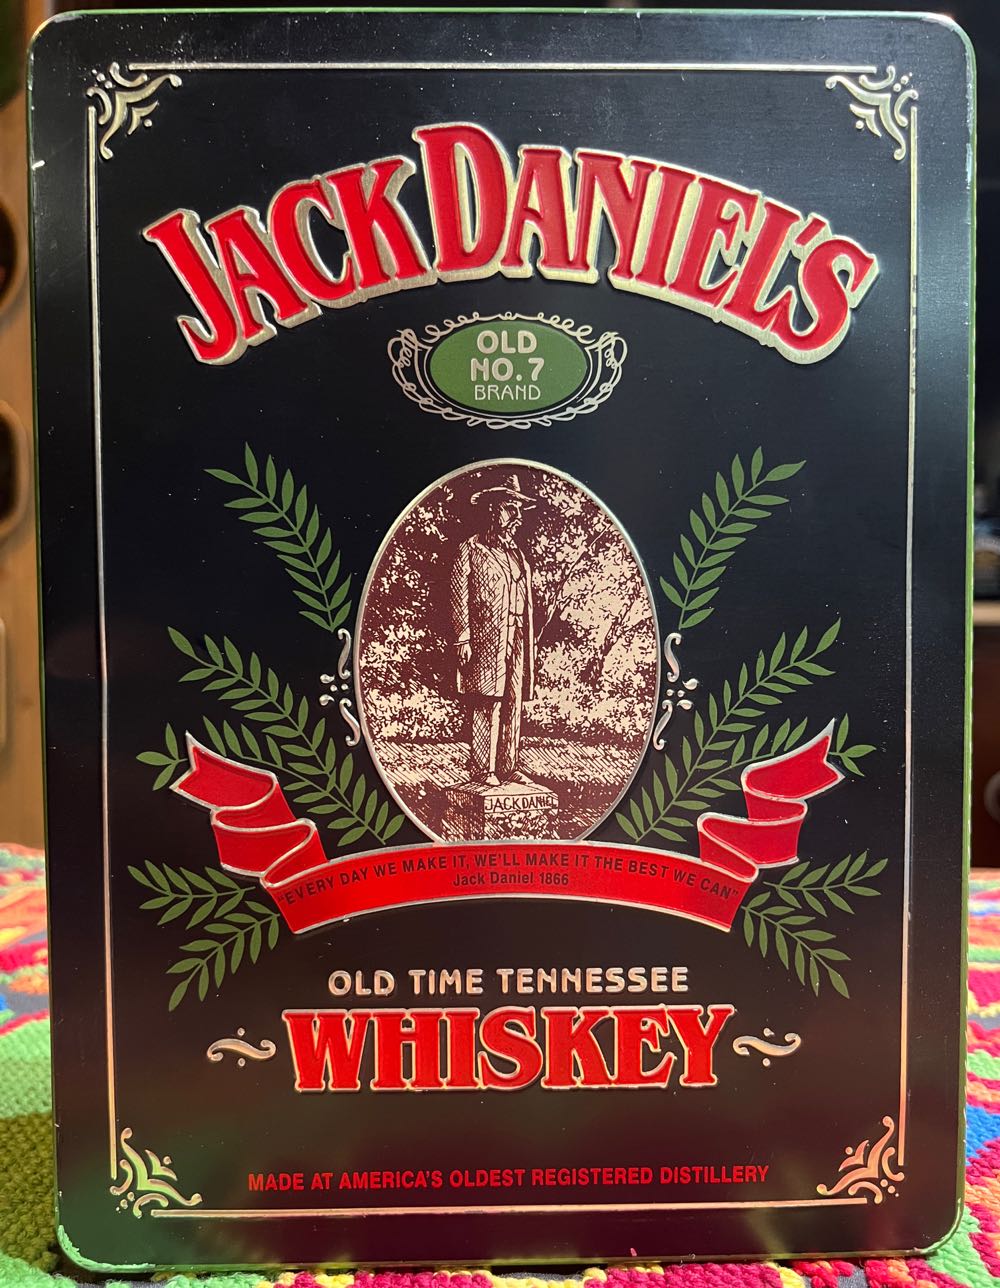 JACK DANIEL'S
OLD
NO. 7
BRAND
JACK DANIEL
"EVERY DAY WE MAKE IT, WE'LL MAKE IT THE BEST WE CAN"
Jack Daniel 1866
OLD TIME TENNESSEE
WHISKEY
MADE AT AMERICA'S OLDEST REGISTERED DISTILLERY